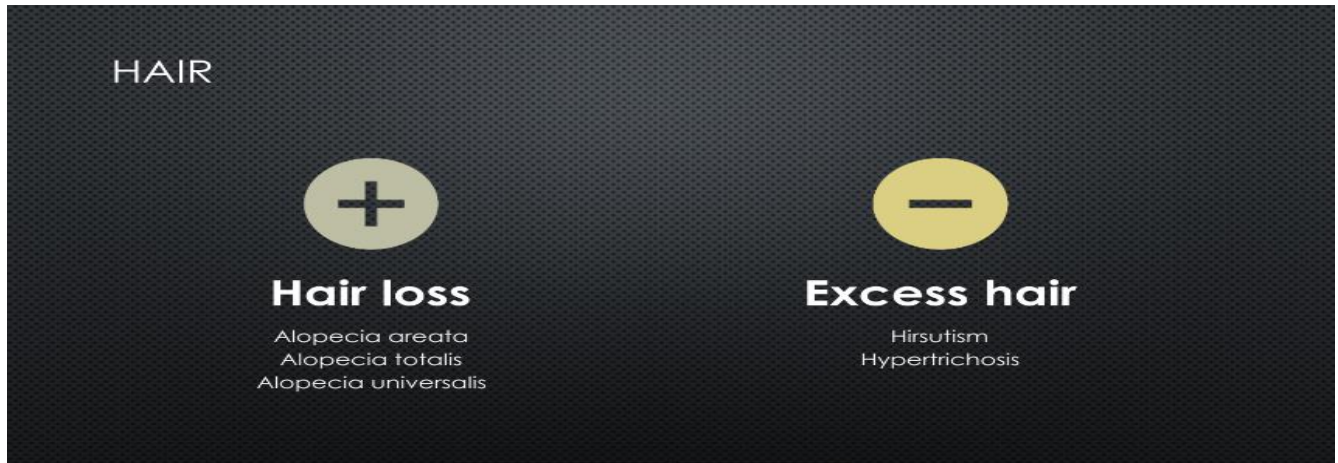 HAIR
+
Hair loss
Alopecia areata
Alopecia totalis
Alopecia universalis
−
Excess hair
Hirsutism
Hypertrichosis